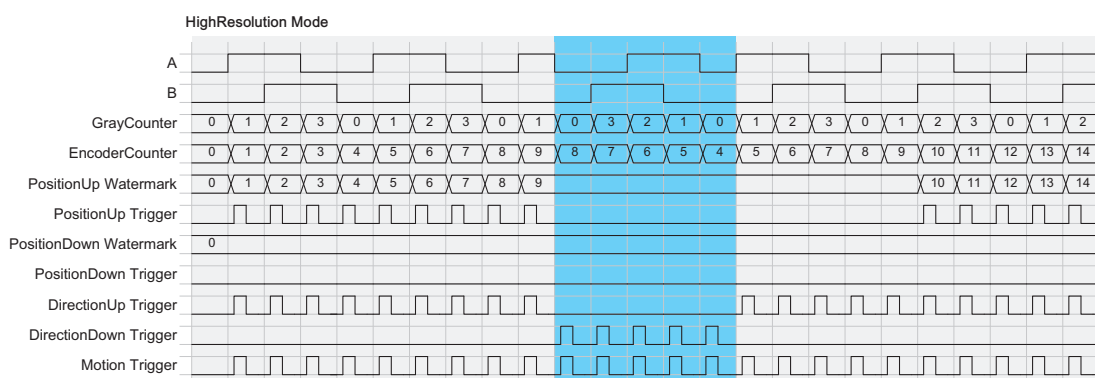 HighResolution Mode
A
B
GrayCounter 0 1 2 3 0 1 2 3 0 1 0 3 2 1 0 1 2 3 0 1 2 3 0 1 2
EncoderCounter 0 1 2 3 4 5 6 7 8 9 8 7 6 5 4 5 6 7 8 9 10 11 12 13 14
PositionUp Watermark 0 1 2 3 4 5 6 7 8 9 10 11 12 13 14
PositionUp Trigger
PositionDown Watermark 0
PositionDown Trigger
DirectionUp Trigger
DirectionDown Trigger
Motion Trigger